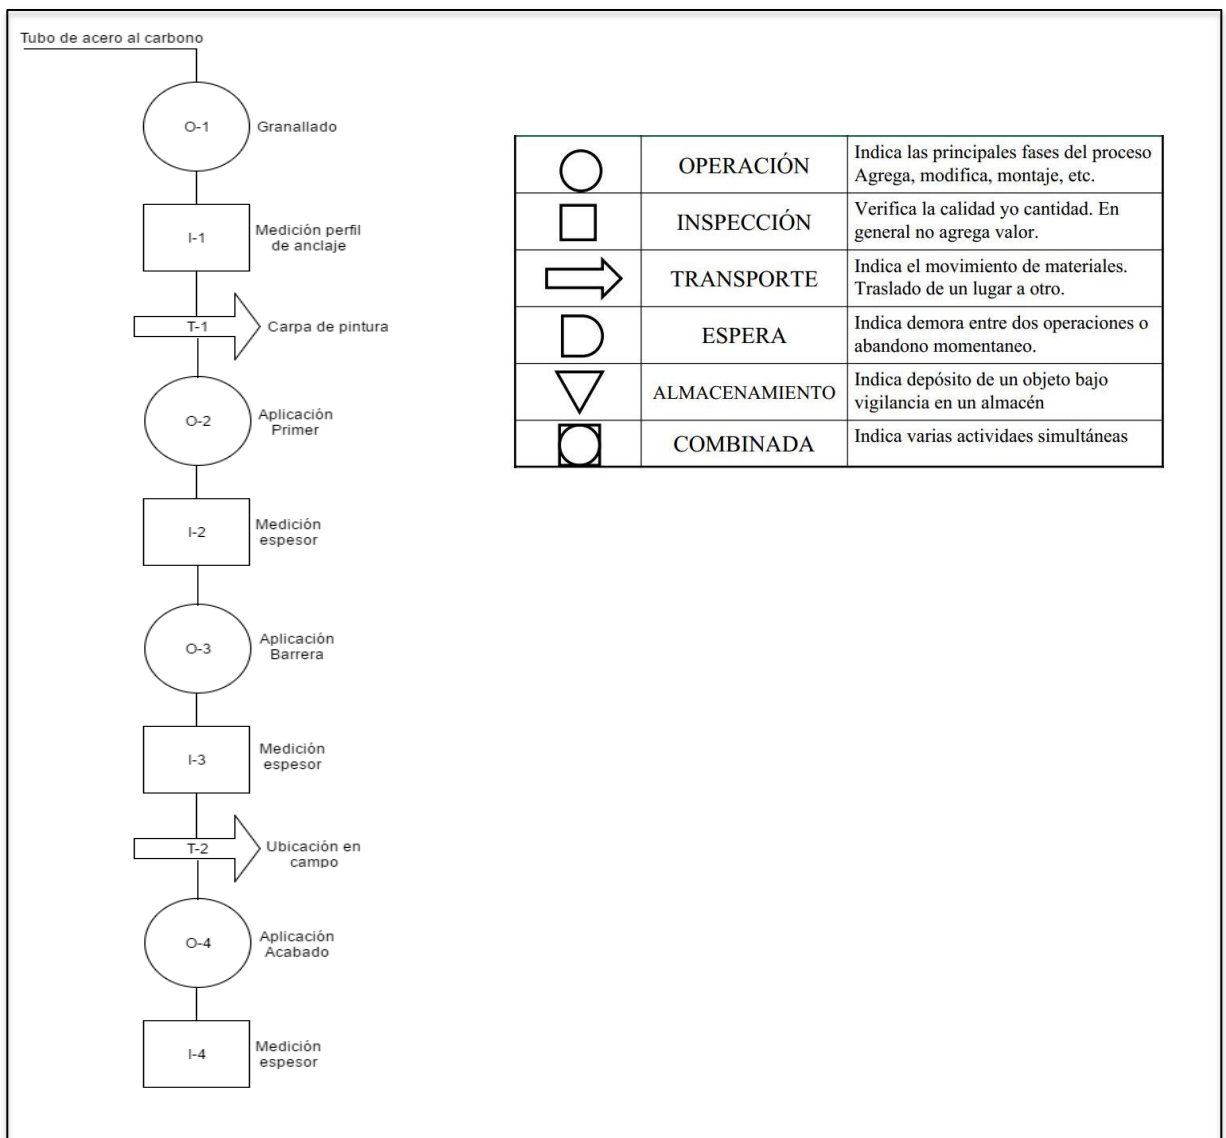 Tubo de acero al carbono
O-1
Granallado
I-1
Medición perfil
de anclaje
T-1
Carpa de pintura
O-2
Aplicación
Primer
I-2
Medición
espesor
O-3
Aplicación
Barrera
I-3
Medición
espesor
T-2
Ubicación en
campo
O-4
Aplicación
Acabado
I-4
Medición
espesor
OPERACIÓN
Indica las principales fases del proceso
Agrega, modifica, montaje, etc.
INSPECCIÓN
Verifica la calidad yo cantidad. En
general no agrega valor.
TRANSPORTE
Indica el movimiento de materiales.
Traslado de un lugar a otro.
ESPERA
Indica demora entre dos operaciones o
abandono momentaneo.
ALMACENAMIENTO
Indica depósito de un objeto bajo
vigilancia en un almacén
COMBINADA
Indica varias actividaes simultáneas